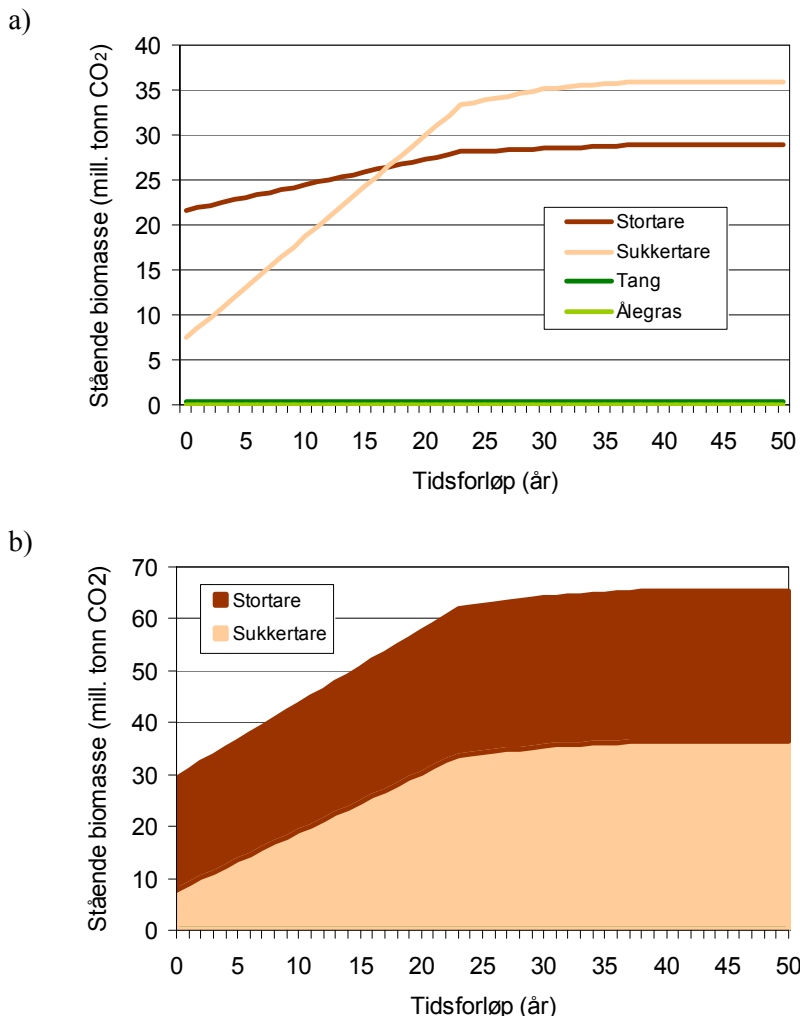 a)
Stående biomasse (mill. tonn CO₂)
40
35
30
25
20
15
10
5
0
Stortare
Sukkertare
Tang
Ålegras
0 5 10 15 20 25 30 35 40 45 50
Tidsforløp (år)
b)
Stående biomasse (mill. tonn CO2)
70
60
50
40
30
20
10
0
Stortare
Sukkertare
0 5 10 15 20 25 30 35 40 45 50
Tidsforløp (år)